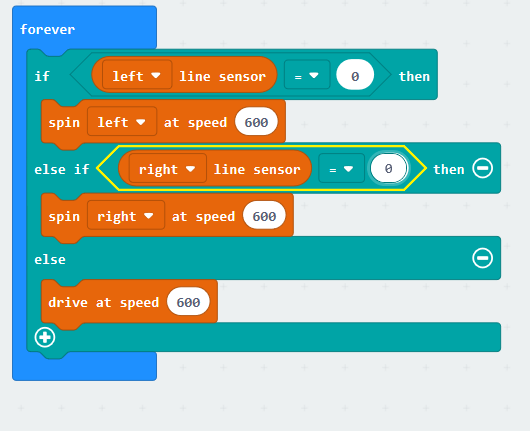 forever
if left line sensor = 0 then
spin left at speed 600
else if right line sensor = 0 then
spin right at speed 600
else
drive at speed 600